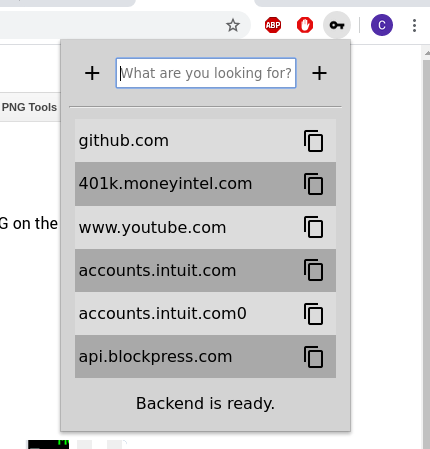 ABP
C
PNG Tools
+ What are you looking for? +
github.com
401k.moneyintel.com
G on the
www.youtube.com
accounts.intuit.com
accounts.intuit.com0
api.blockpress.com
Backend is ready.